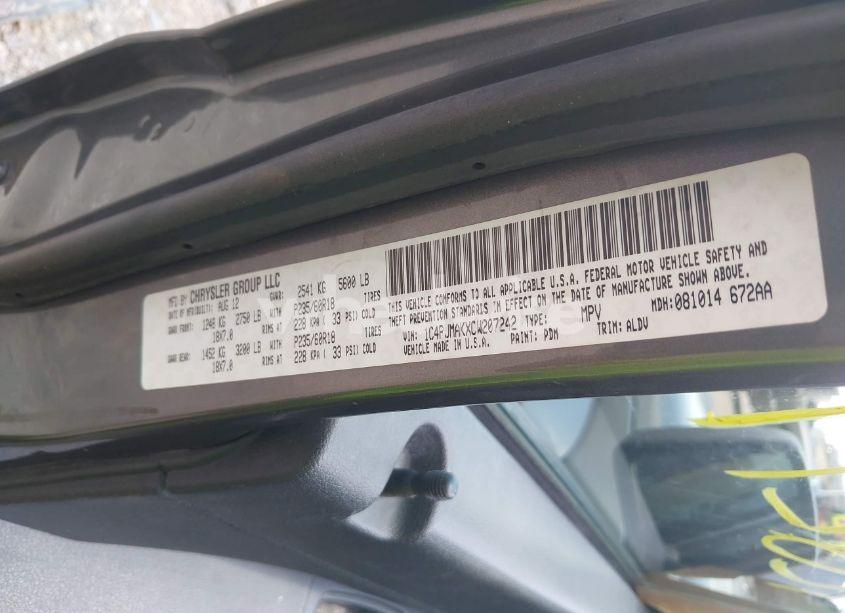 MFD BY CHRYSLER GROUP LLC
DATE OF MFR: AUG 12 GVWR: 2541 KG 5600 LB
GAWR FRONT: 1248 KG 2750 LB WITH P235/60R18 TIRES
18X7.0 RIMS AT 228 KPA ( 33 PSI) COLD
GAWR REAR: 1452 KG 3200 LB WITH P235/60R18 TIRES
18X7.0 RIMS AT 228 KPA ( 33 PSI) COLD
THIS VEHICLE CONFORMS TO ALL APPLICABLE U.S.A. FEDERAL MOTOR VEHICLE SAFETY AND
THEFT PREVENTION STANDARDS IN EFFECT ON THE DATE OF MANUFACTURE SHOWN ABOVE.
VIN: TYPE: MPV MDH:081014 672AA
VEHICLE MADE IN U.S.A. PAINT: PDM TRIM: ALDV